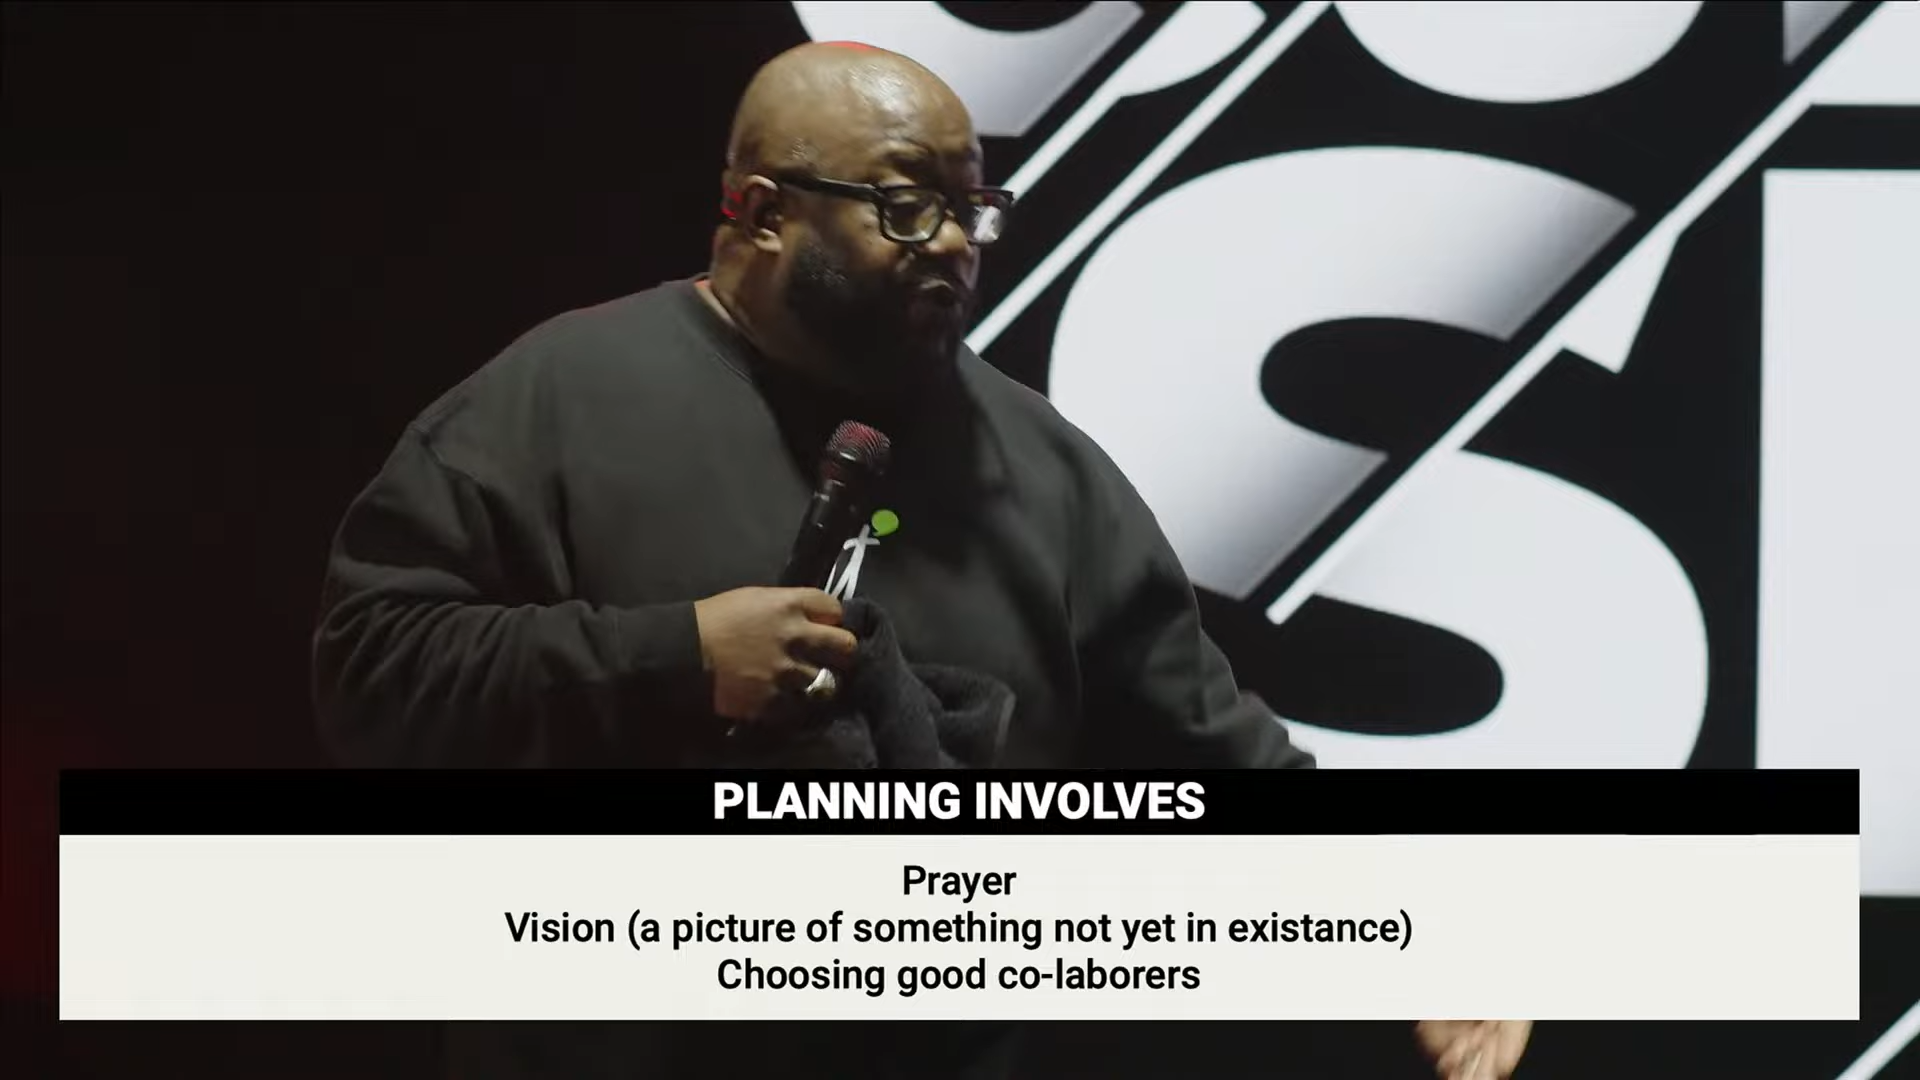 PLANNING INVOLVES
Prayer
Vision (a picture of something not yet in existance)
Choosing good co-laborers